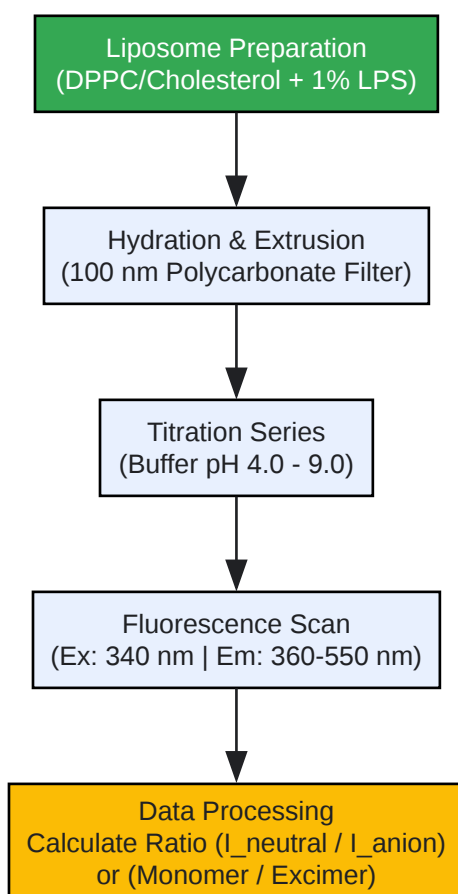 Liposome Preparation
(DPPC/Cholesterol + 1% LPS)
Hydration & Extrusion
(100 nm Polycarbonate Filter)
Titration Series
(Buffer pH 4.0 - 9.0)
Fluorescence Scan
(Ex: 340 nm | Em: 360-550 nm)
Data Processing
Calculate Ratio (I_neutral / I_anion)
or (Monomer / Excimer)